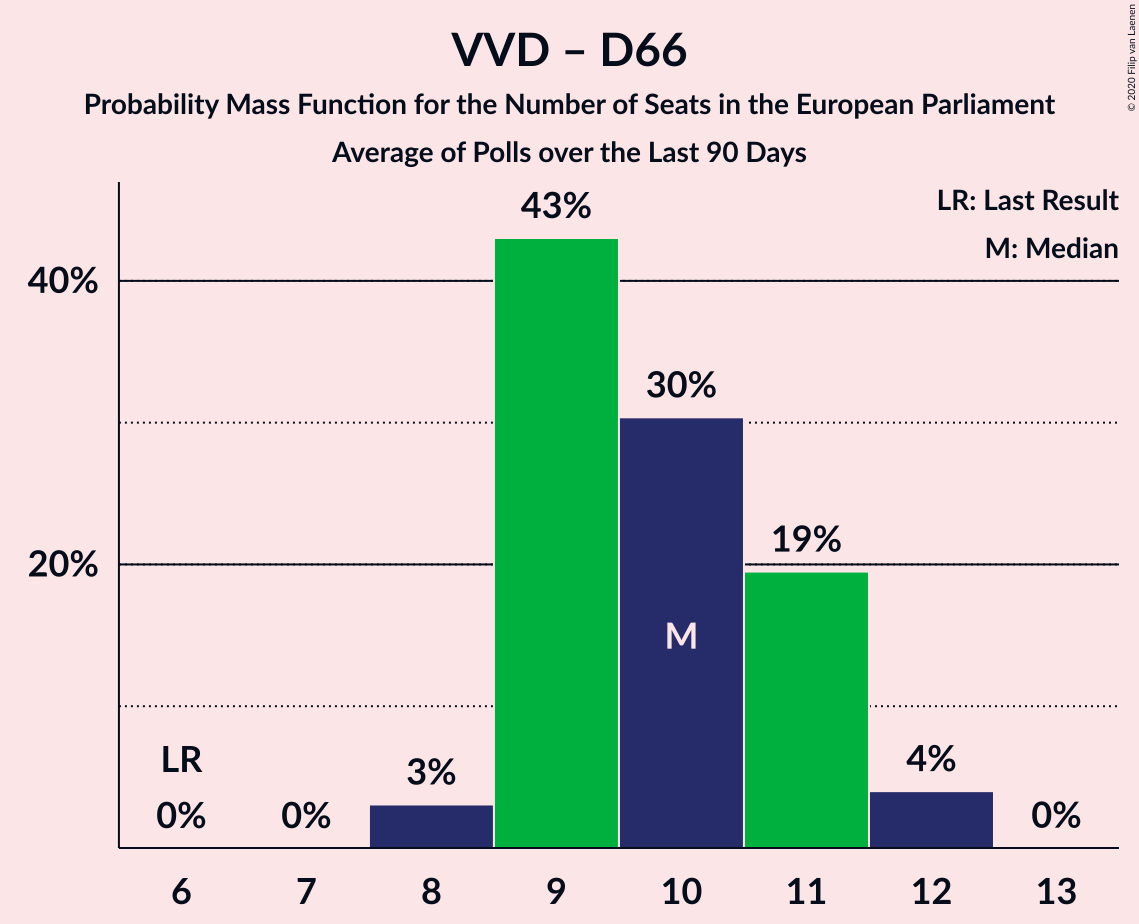 VVD – D66
Probability Mass Function for the Number of Seats in the European Parliament
Average of Polls over the Last 90 Days
© 2020 Filip van Laenen
LR: Last Result
M: Median
43%
40%
30%
19%
20%
M
LR
0%
0%
3%
4%
0%
6 7 8 9 10 11 12 13